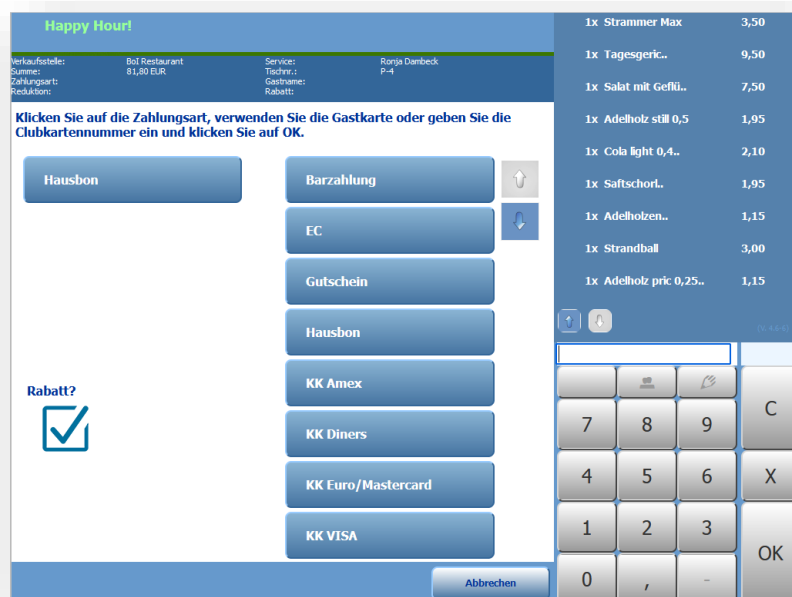 Happy Hour!
Verkaufsstelle: BoI Restaurant Service: Ronja Dambeck
Summe: 81,80 EUR Tischnr.: P-4
Zahlungsart: Gastname:
Reduktion: Rabatt:
Klicken Sie auf die Zahlungsart, verwenden Sie die Gastkarte oder geben Sie die
Clubkartennummer ein und klicken Sie auf OK.
Hausbon
Barzahlung
EC
Gutschein
Hausbon
KK Amex
KK Diners
KK Euro/Mastercard
KK VISA
Rabatt?
Abbrechen
1x Strammer Max 3,50
1x Tagesgeric.. 9,50
1x Salat mit Geflü.. 7,50
1x Adelholz still 0,5 1,95
1x Cola light 0,4.. 2,10
1x Saftschorl.. 1,95
1x Adelholzen.. 1,15
1x Strandball 3,00
1x Adelholz pric 0,25.. 1,15
7 8 9 C
4 5 6 X
1 2 3
0 , - OK